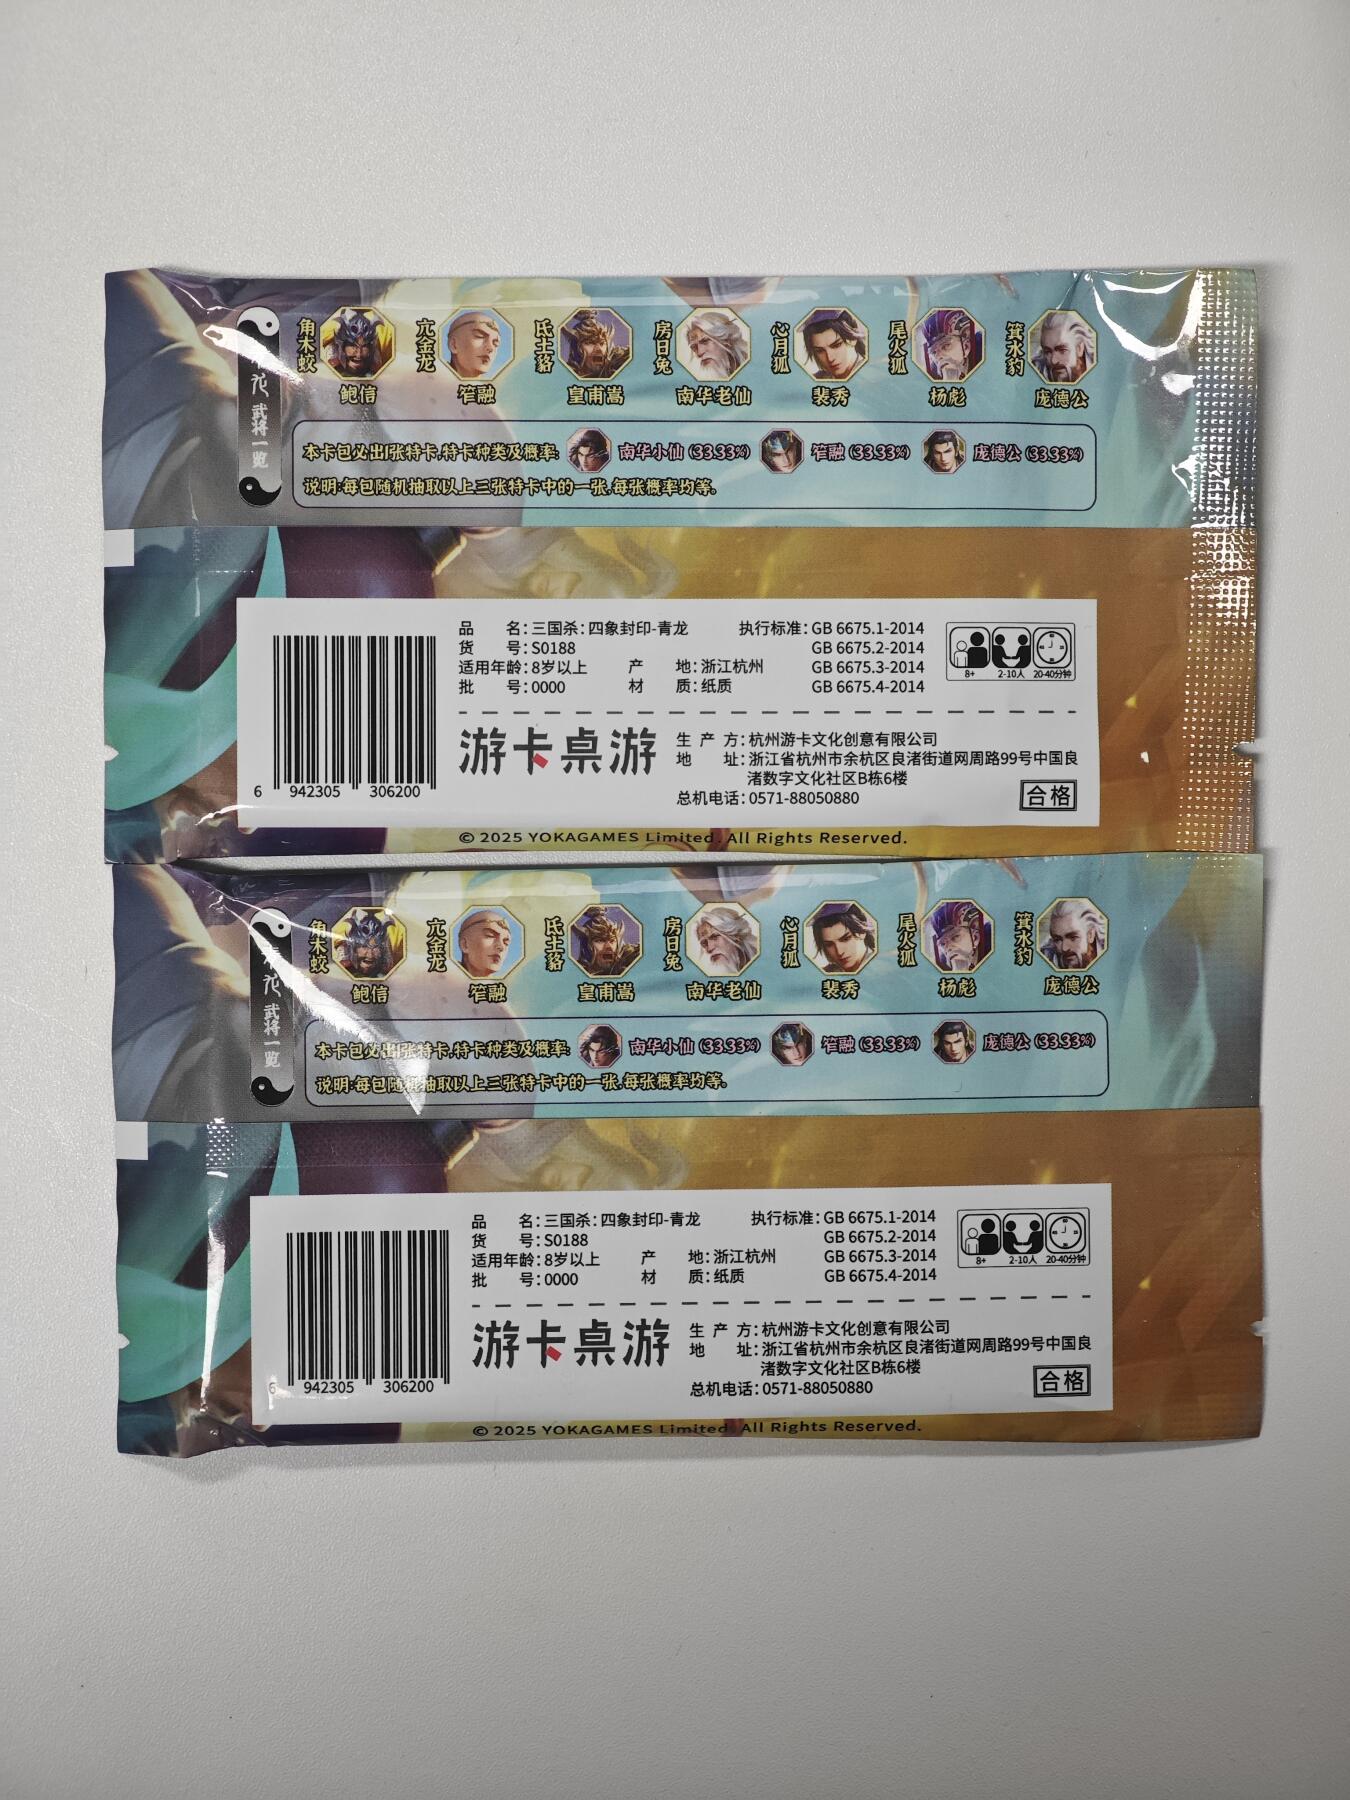 角木蛟 亢金龙 氐土貉 房日兔 心月狐 尾火狐 箕水豹
鲍信 笮融 皇甫嵩 南华老仙 裴秀 杨彪 庞德公
龙 武将一览
本卡包必出1张特卡,特卡种类及概率: 南华小仙 (33.33%) 笮融 (33.33%) 庞德公 (33.33%)
说明:每包随机抽取以上三张特卡中的一张,每张概率均等。
品 名:三国杀:四象封印-青龙 执行标准:GB 6675.1-2014
货 号:S0188 GB 6675.2-2014
适用年龄:8岁以上 产 地:浙江杭州 GB 6675.3-2014
批 号:0000 材 质:纸质 GB 6675.4-2014
8+ 2-10人 20-40分钟
游卡桌游
生 产 方:杭州游卡文化创意有限公司
地 址:浙江省杭州市余杭区良渚街道网周路99号中国良
渚数字文化社区B栋6楼
总机电话:0571-88050880
合格
6 942305 306200
© 2025 YOKAGAMES Limited. All Rights Reserved.
角木蛟 亢金龙 氐土貉 房日兔 心月狐 尾火狐 箕水豹
鲍信 笮融 皇甫嵩 南华老仙 裴秀 杨彪 庞德公
龙 武将一览
本卡包必出1张特卡,特卡种类及概率: 南华小仙 (33.33%) 笮融 (33.33%) 庞德公 (33.33%)
说明:每包随机抽取以上三张特卡中的一张,每张概率均等。
品 名:三国杀:四象封印-青龙 执行标准:GB 6675.1-2014
货 号:S0188 GB 6675.2-2014
适用年龄:8岁以上 产 地:浙江杭州 GB 6675.3-2014
批 号:0000 材 质:纸质 GB 6675.4-2014
8+ 2-10人 20-40分钟
游卡桌游
生 产 方:杭州游卡文化创意有限公司
地 址:浙江省杭州市余杭区良渚街道网周路99号中国良
渚数字文化社区B栋6楼
总机电话:0571-88050880
合格
6 942305 306200
© 2025 YOKAGAMES Limited. All Rights Reserved.